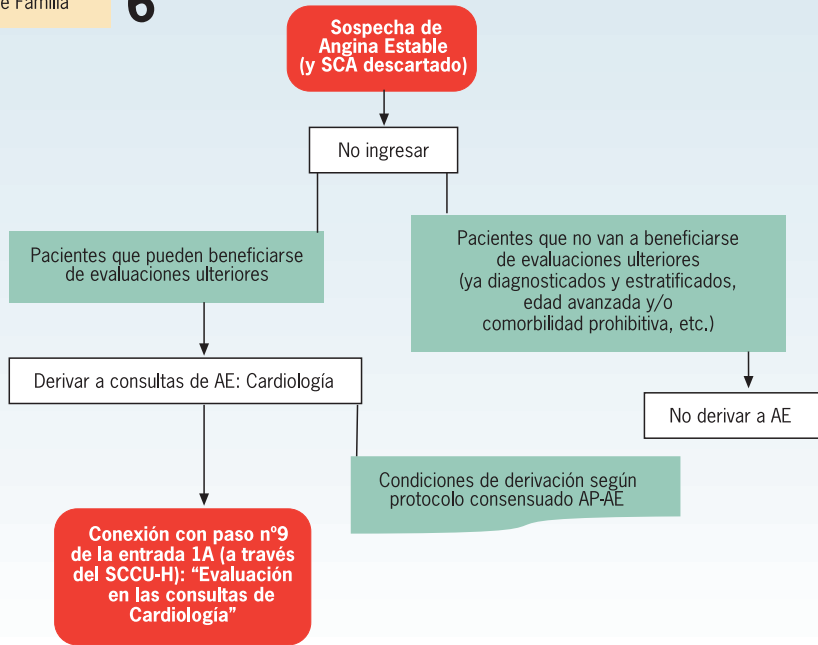 e Familia
6
Sospecha de
Angina Estable
(y SCA descartado)
No ingresar
Pacientes que pueden beneficiarse
de evaluaciones ulteriores
Pacientes que no van a beneficiarse
de evaluaciones ulteriores
(ya diagnosticados y estratificados,
edad avanzada y/o
comorbilidad prohibitiva, etc.)
Derivar a consultas de AE: Cardiología
No derivar a AE
Condiciones de derivación según
protocolo consensuado AP-AE
Conexión con paso nº9
de la entrada 1A (a través
del SCCU-H): “Evaluación
en las consultas de
Cardiología”